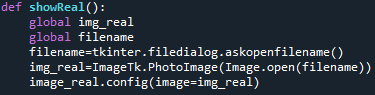 def showReal():
    global img_real
    global filename
    filename=tkinter.filedialog.askopenfilename()
    img_real=ImageTk.PhotoImage(Image.open(filename))
    image_real.config(image=img_real)